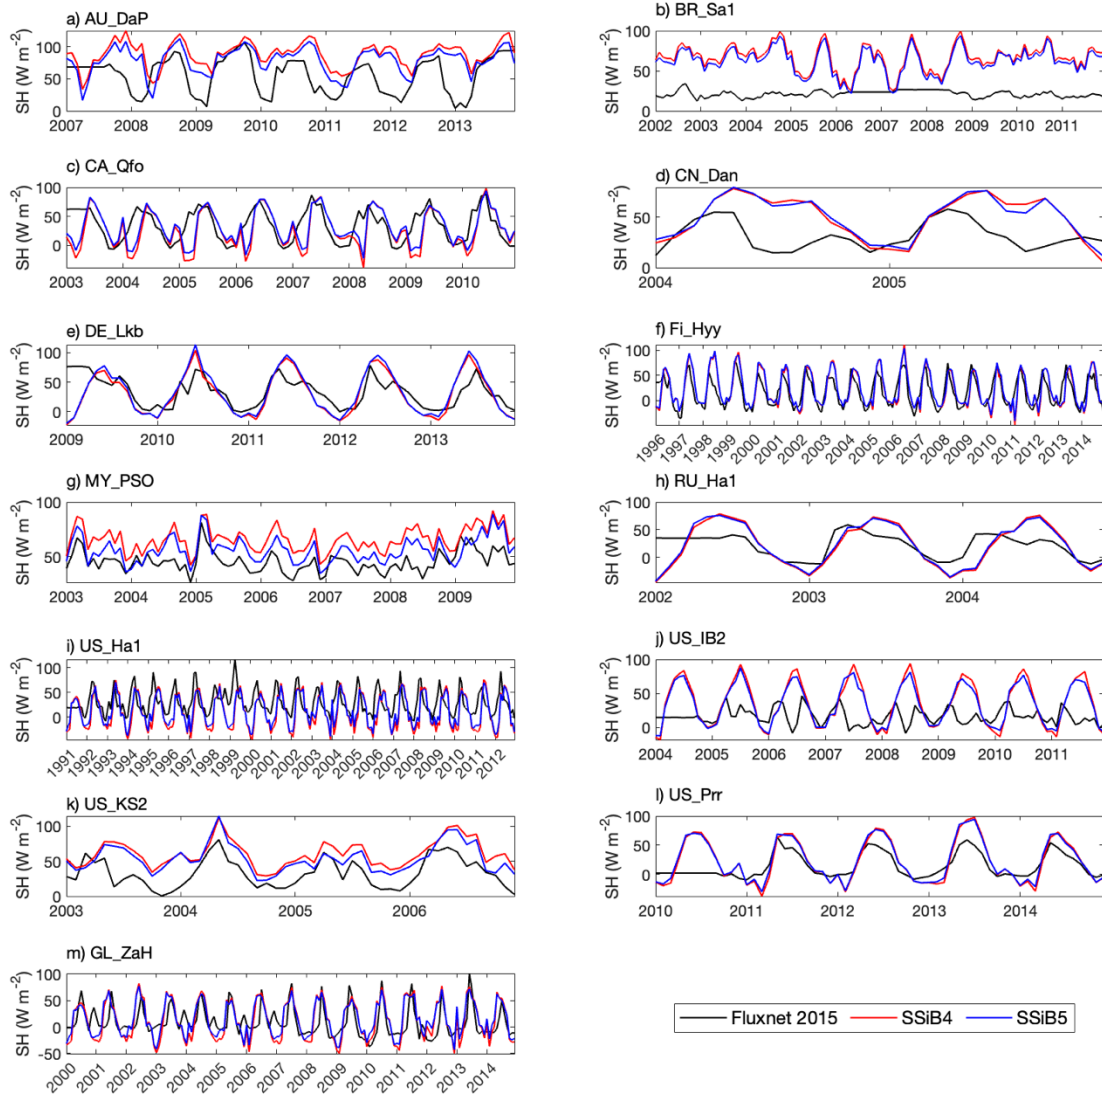 a) AU_DaP
SH (W m⁻²)
100
50
0
2007 2008 2009 2010 2011 2012 2013
b) BR_Sa1
SH (W m⁻²)
100
50
0
2002 2003 2004 2005 2006 2007 2008 2009 2010 2011
c) CA_Qfo
SH (W m⁻²)
100
50
0
2003 2004 2005 2006 2007 2008 2009 2010
d) CN_Dan
SH (W m⁻²)
50
0
2004 2005
e) DE_Lkb
SH (W m⁻²)
100
50
0
2009 2010 2011 2012 2013
f) Fi_Hyy
SH (W m⁻²)
100
50
0
1996 1997 1998 1999 2000 2001 2002 2003 2004 2005 2006 2007 2008 2009 2010 2011 2012 2013 2014
g) MY_PSO
SH (W m⁻²)
100
50
2003 2004 2005 2006 2007 2008 2009
h) RU_Ha1
SH (W m⁻²)
100
50
0
2002 2003 2004
i) US_Ha1
SH (W m⁻²)
100
50
0
1991 1992 1993 1994 1995 1996 1997 1998 1999 2000 2001 2002 2003 2004 2005 2006 2007 2008 2009 2010 2011 2012
j) US_IB2
SH (W m⁻²)
100
50
0
2004 2005 2006 2007 2008 2009 2010 2011
k) US_KS2
SH (W m⁻²)
100
50
0
2003 2004 2005 2006
l) US_Prr
SH (W m⁻²)
100
50
0
2010 2011 2012 2013 2014
m) GL_ZaH
SH (W m⁻²)
100
50
0
-50
2000 2001 2002 2003 2004 2005 2006 2007 2008 2009 2010 2011 2012 2013 2014
Fluxnet 2015 SSiB4 SSiB5